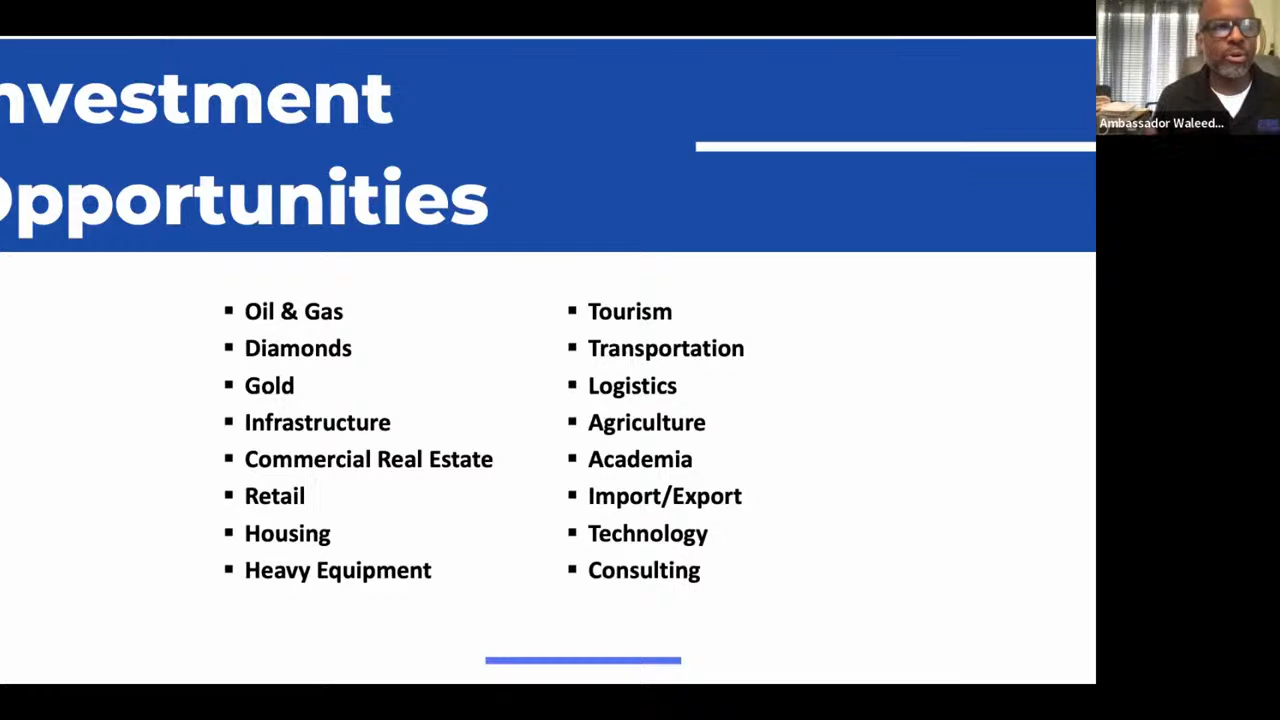 nvestment
Opportunities
▪ Oil & Gas
▪ Diamonds
▪ Gold
▪ Infrastructure
▪ Commercial Real Estate
▪ Retail
▪ Housing
▪ Heavy Equipment
▪ Tourism
▪ Transportation
▪ Logistics
▪ Agriculture
▪ Academia
▪ Import/Export
▪ Technology
▪ Consulting
Ambassador Waleed...